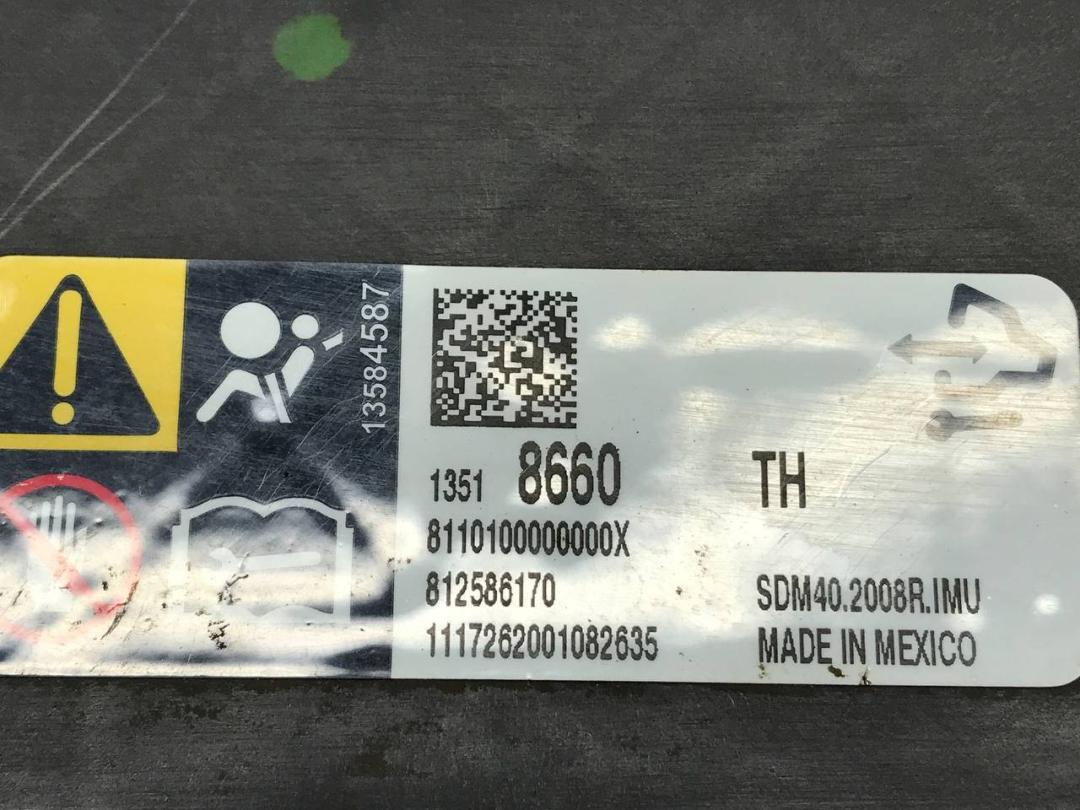 13584587
1351 8660 TH
8110100000000X
812586170 SDM40.2008R.IMU
1117262001082635 MADE IN MEXICO